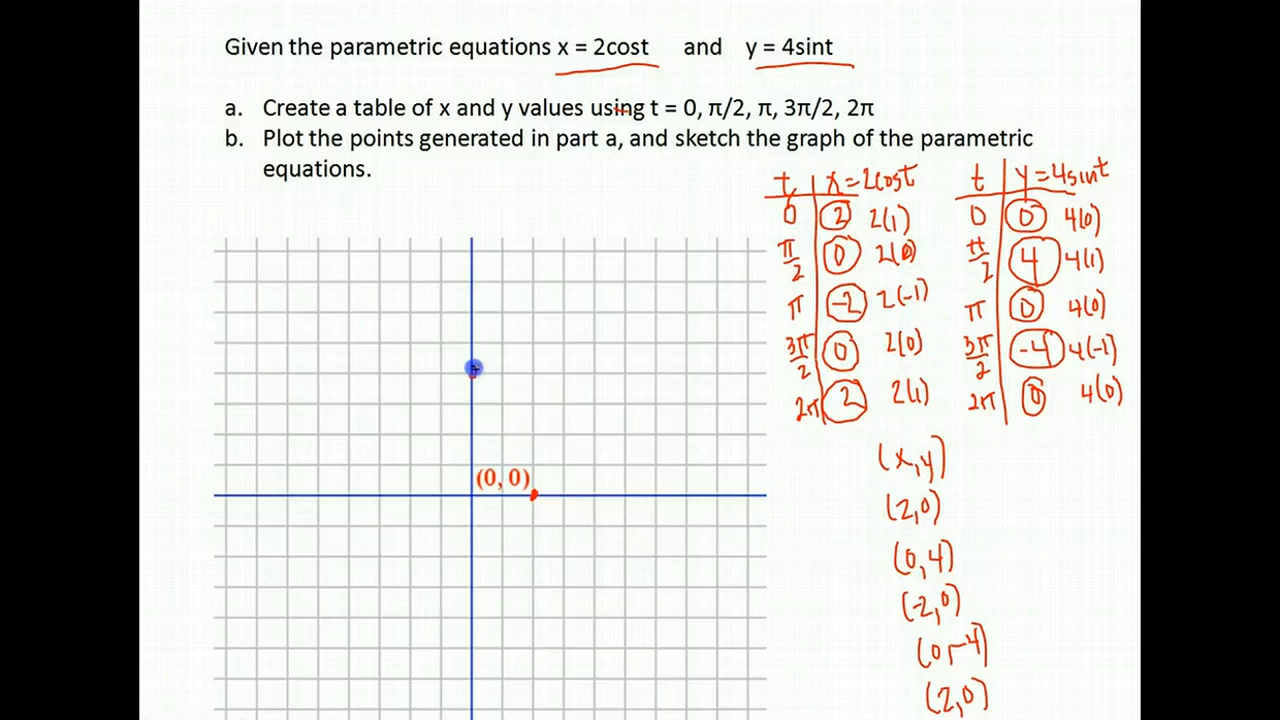 Given the parametric equations x = 2cost and y = 4sint
a. Create a table of x and y values using t = 0, π/2, π, 3π/2, 2π
b. Plot the points generated in part a, and sketch the graph of the parametric
equations.
t x=2cost t y=4sint
0 2 2(1) 0 0 4(0)
π/2 0 2(0) π/2 4 4(1)
π -2 2(-1) π 0 4(0)
3π/2 0 2(0) 3π/2 -4 4(-1)
2π 2 2(1) 2π 0 4(0)
(0, 0)
(x,y)
(2,0)
(0,4)
(-2,0)
(0,-4)
(2,0)